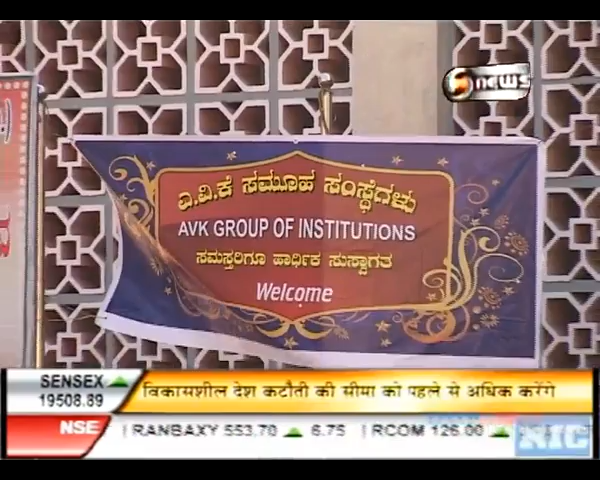 news
ಎ.ವಿ.ಕೆ ಸಮೂಹ ಸಂಸ್ಥೆಗಳು
AVK GROUP OF INSTITUTIONS
ಸಮಸ್ತರಿಗೂ ಹಾರ್ಧಿಕ ಸುಸ್ವಾಗತ
Welcome
SENSEX
19508.89
विकासशील देश कटौती की सीमा को पहले से अधिक करेंगे
NSE
RANBAXY 553.70 6.75 | RCOM 126.00
NIC